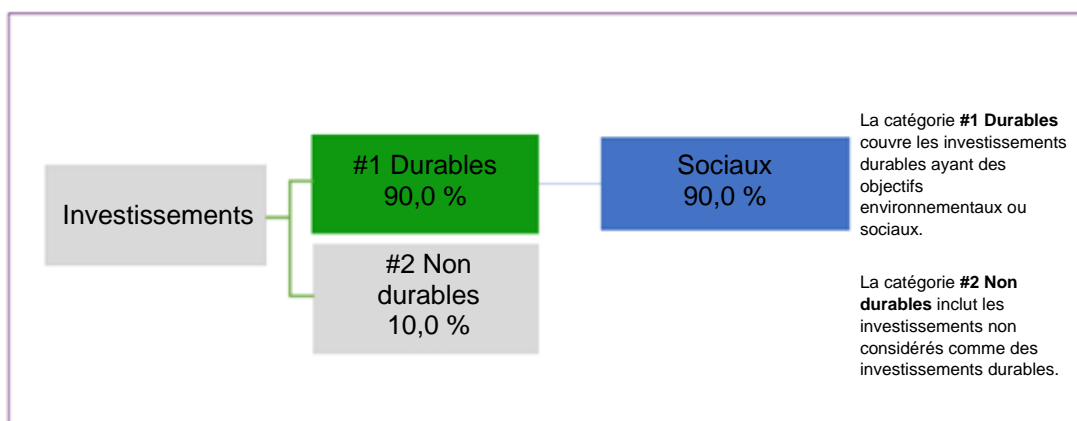 Investissements
#1 Durables
90,0 %
Sociaux
90,0 %
#2 Non
durables
10,0 %
La catégorie #1 Durables
couvre les investissements
durables ayant des
objectifs
environnementaux ou
sociaux.
La catégorie #2 Non
durables inclut les
investissements non
considérés comme des
investissements durables.